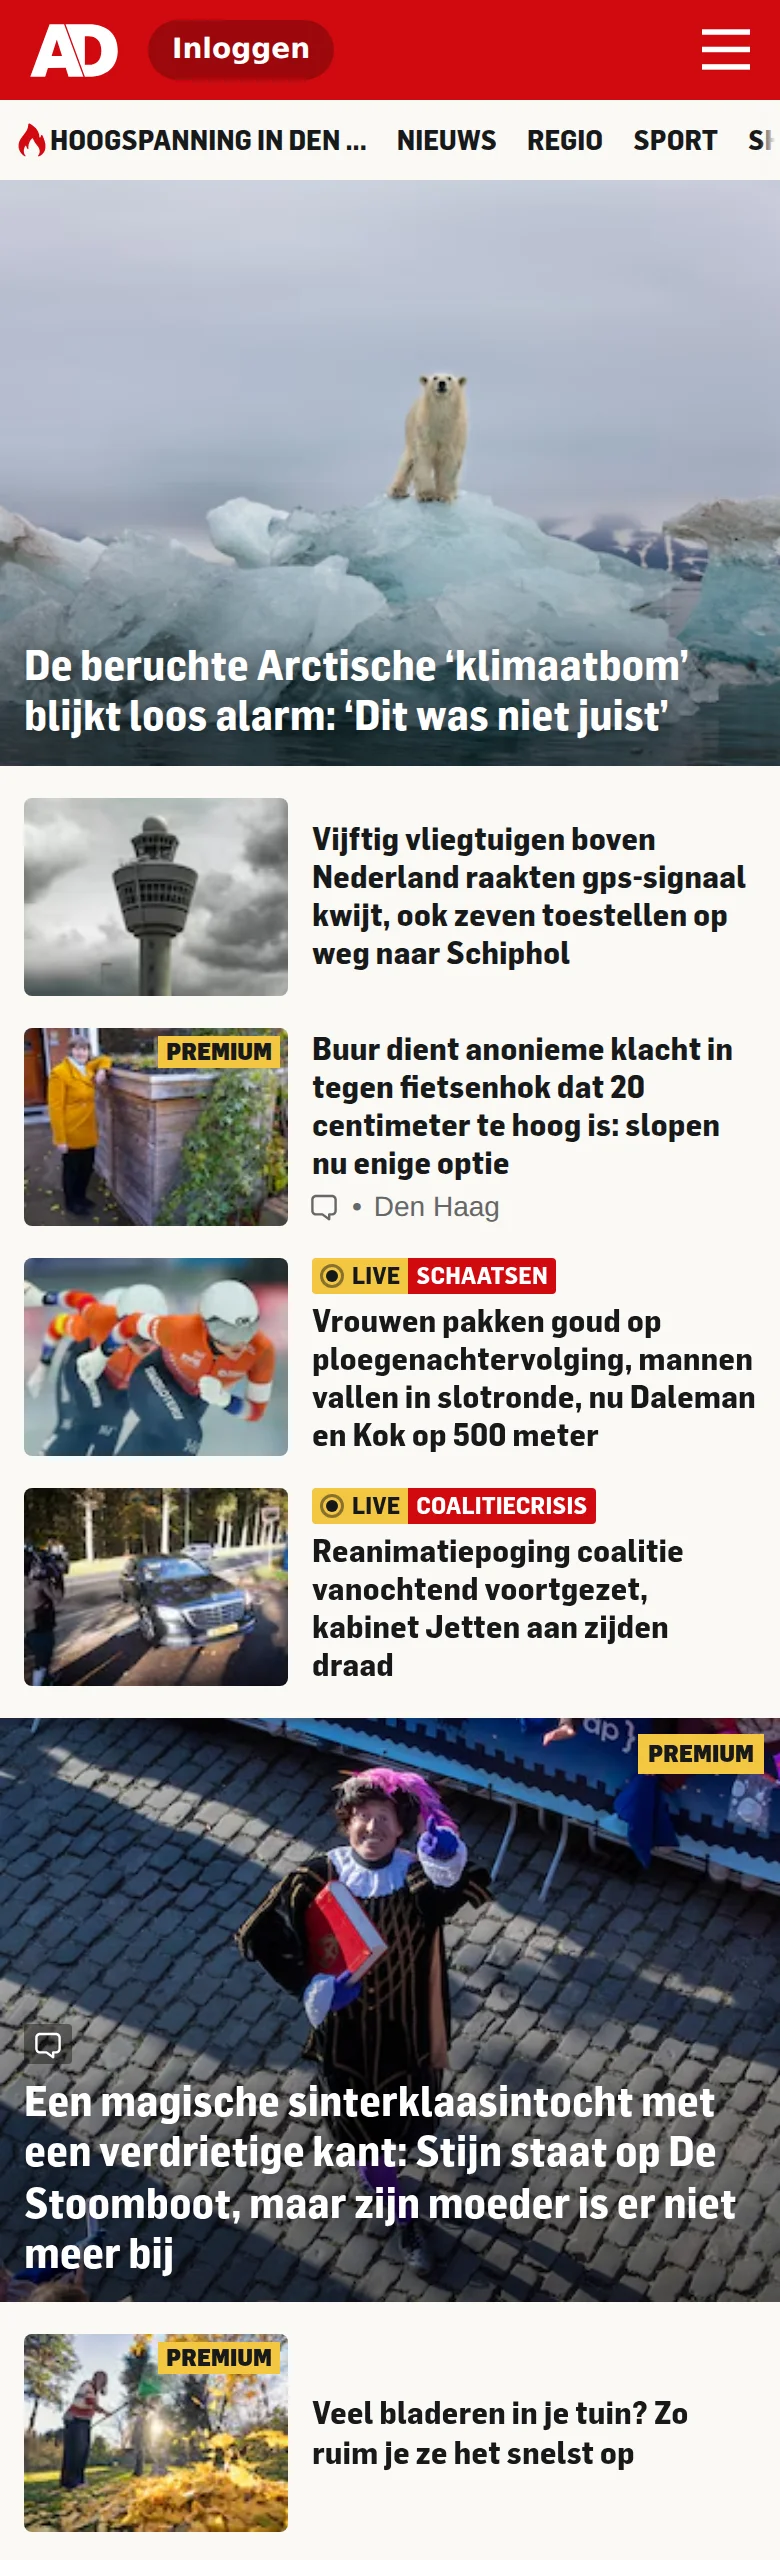 AD Inloggen
HOOGSPANNING IN DEN ... NIEUWS REGIO SPORT
De beruchte Arctische ‘klimaatbom’
blijkt loos alarm: ‘Dit was niet juist’
Vijftig vliegtuigen boven
Nederland raakten gps-signaal
kwijt, ook zeven toestellen op
weg naar Schiphol
PREMIUM
Buur dient anonieme klacht in
tegen fietsenhok dat 20
centimeter te hoog is: slopen
nu enige optie
• Den Haag
LIVE SCHAATSEN
Vrouwen pakken goud op
ploegenachtervolging, mannen
vallen in slotronde, nu Daleman
en Kok op 500 meter
LIVE COALITIECRISIS
Reanimatiepoging coalitie
vanochtend voortgezet,
kabinet Jetten aan zijden
draad
ap}
PREMIUM
Een magische sinterklaasintocht met
een verdrietige kant: Stijn staat op De
Stoomboot, maar zijn moeder is er niet
meer bij
PREMIUM
Veel bladeren in je tuin? Zo
ruim je ze het snelst op